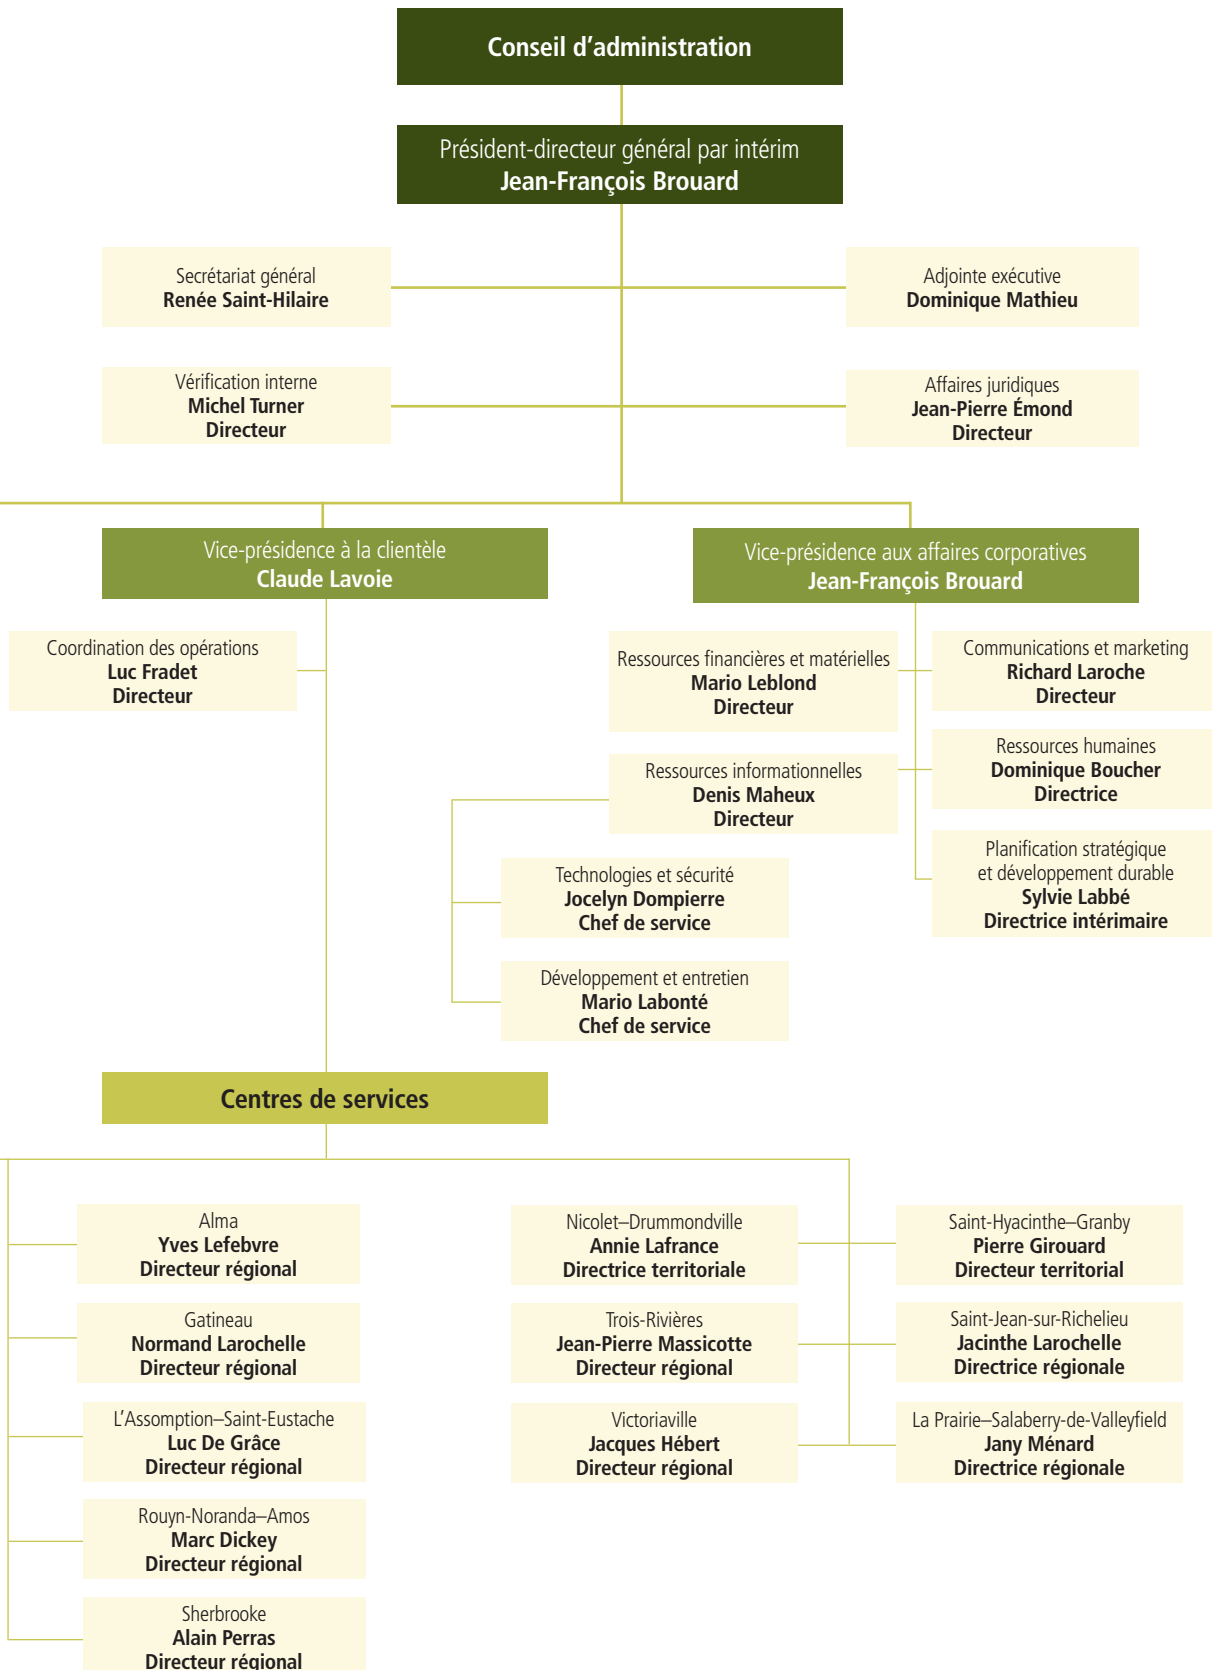 Conseil d’administration
Président-directeur général par intérim
Jean-François Brouard
Secrétariat général
Renée Saint-Hilaire
Adjointe exécutive
Dominique Mathieu
Vérification interne
Michel Turner
Directeur
Affaires juridiques
Jean-Pierre Émond
Directeur
Vice-présidence à la clientèle
Claude Lavoie
Vice-présidence aux affaires corporatives
Jean-François Brouard
Coordination des opérations
Luc Fradet
Directeur
Ressources financières et matérielles
Mario Leblond
Directeur
Communications et marketing
Richard Laroche
Directeur
Ressources informationnelles
Denis Maheux
Directeur
Ressources humaines
Dominique Boucher
Directrice
Technologies et sécurité
Jocelyn Dompierre
Chef de service
Planification stratégique
et développement durable
Sylvie Labbé
Directrice intérimaire
Développement et entretien
Mario Labonté
Chef de service
Centres de services
Alma
Yves Lefebvre
Directeur régional
Gatineau
Normand Larochelle
Directeur régional
L’Assomption–Saint-Eustache
Luc De Grâce
Directeur régional
Rouyn-Noranda–Amos
Marc Dickey
Directeur régional
Sherbrooke
Alain Perras
Directeur régional
Nicolet–Drummondville
Annie Lafrance
Directrice territoriale
Trois-Rivières
Jean-Pierre Massicotte
Directeur régional
Victoriaville
Jacques Hébert
Directeur régional
Saint-Hyacinthe–Granby
Pierre Girouard
Directeur territorial
Saint-Jean-sur-Richelieu
Jacinthe Larochelle
Directrice régionale
La Prairie–Salaberry-de-Valleyfield
Jany Ménard
Directrice régionale